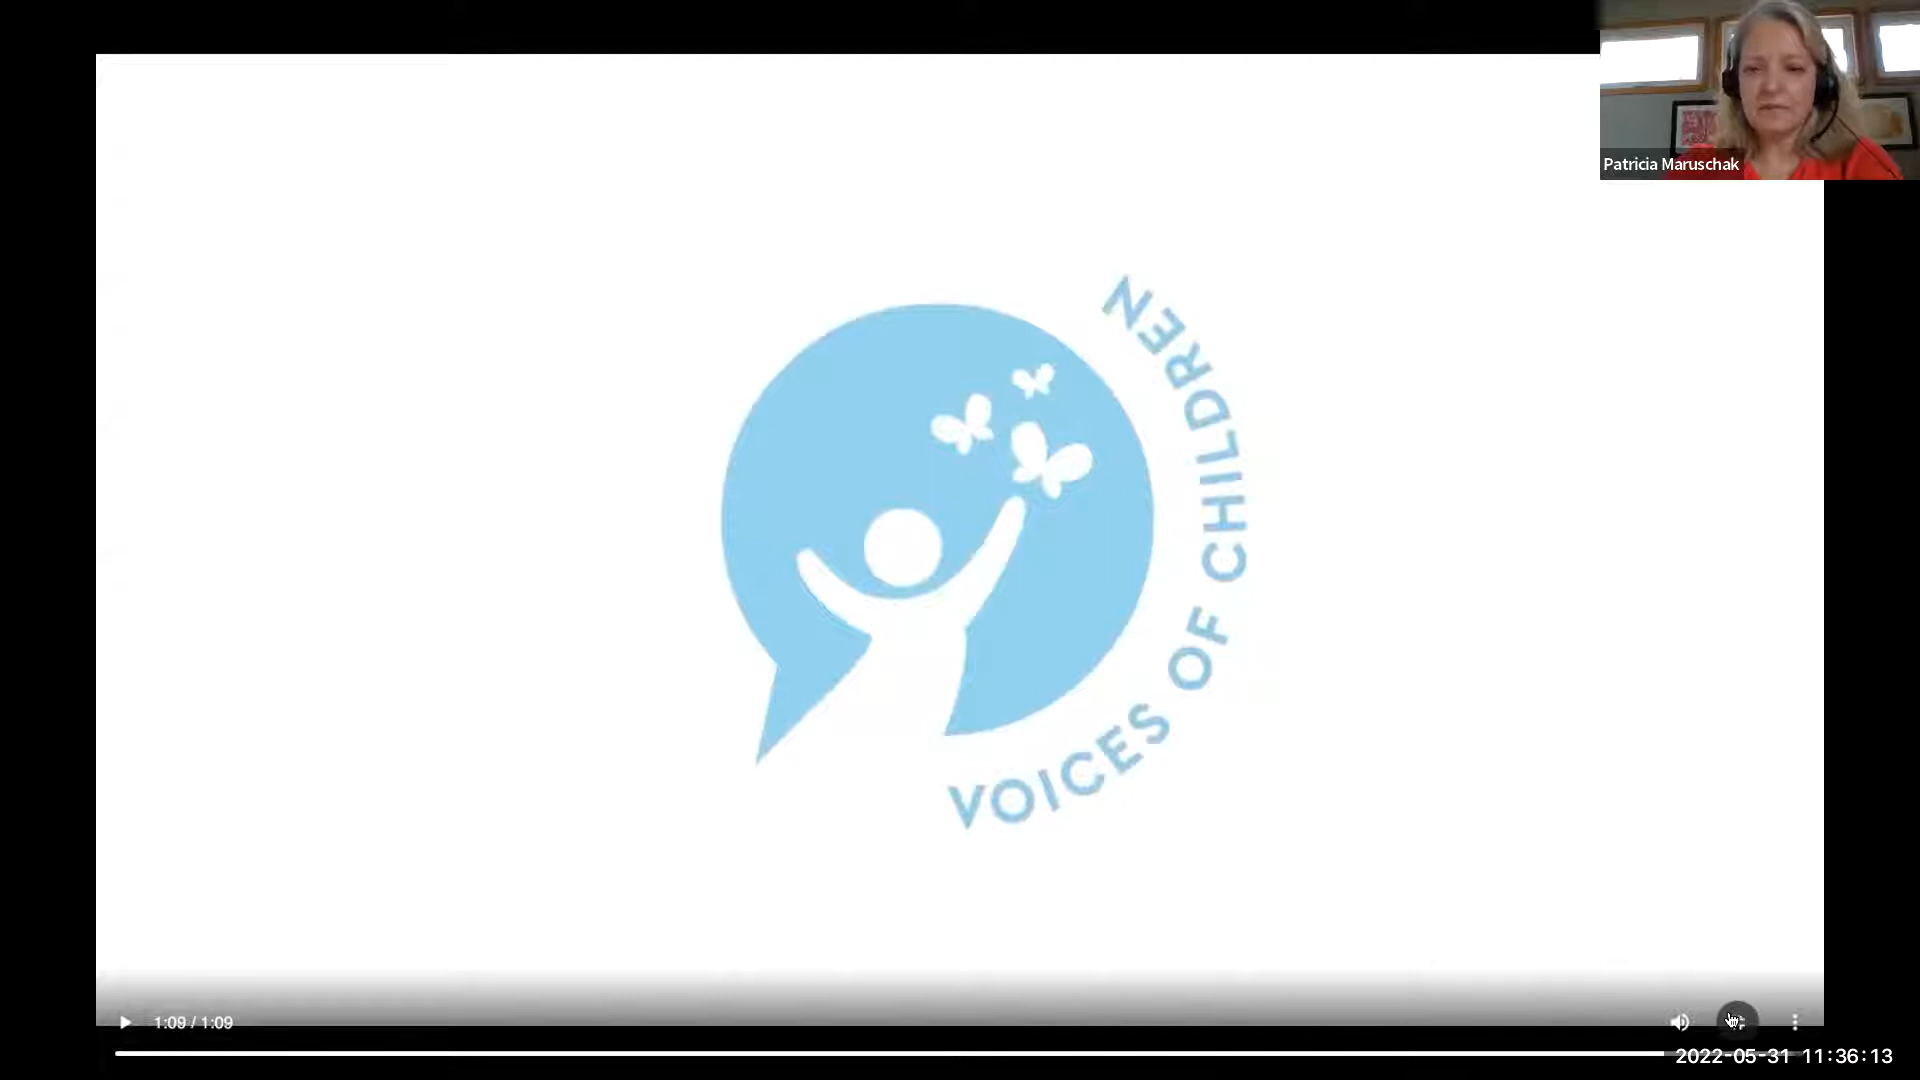 Patricia Maruschak
VOICES OF CHILDREN
1:09 / 1:09
2022-05-31 11:36:13